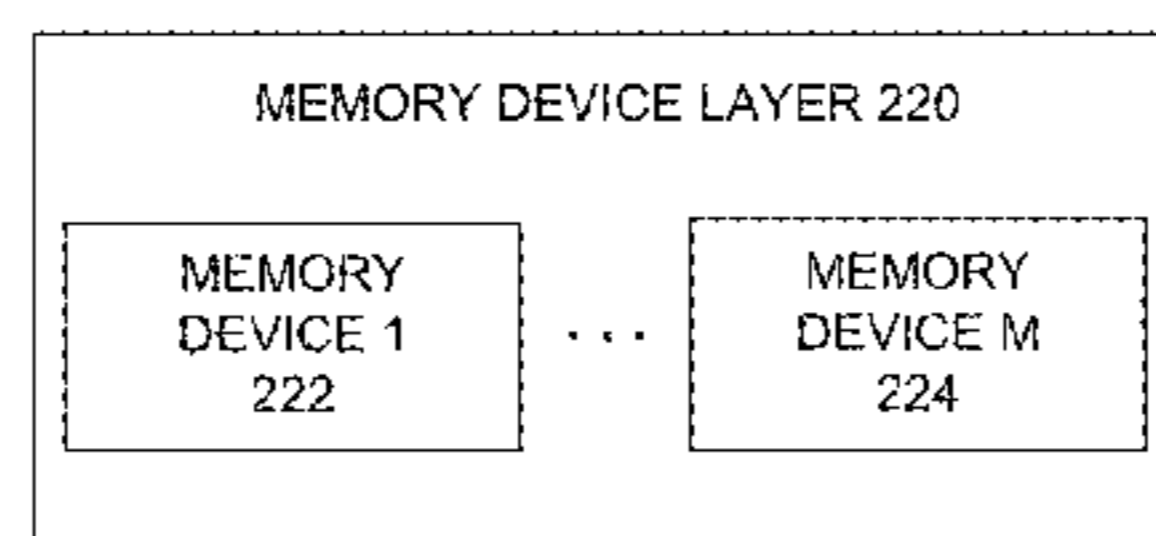 MEMORY DEVICE LAYER 220
MEMORY
DEVICE 1
222
...
MEMORY
DEVICE M
224